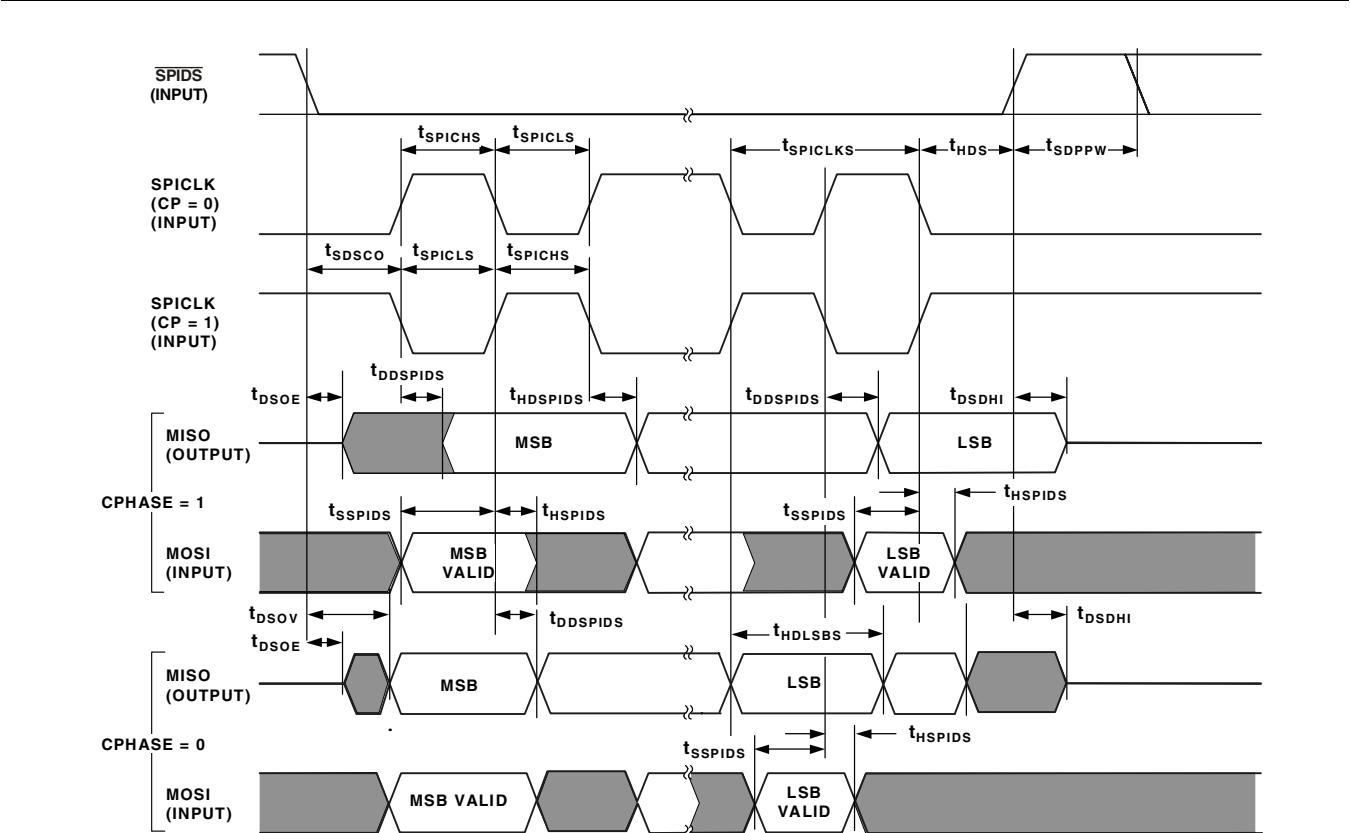 SPIDS
(INPUT)
tSPICHS tSPICLS tSPICLKS tHDS tSDPPW
SPICLK
(CP = 0)
(INPUT)
tSDSCO tSPICLS tSPICHS
SPICLK
(CP = 1)
(INPUT)
tDSOE tDDSPIDS tHDSPIDS tDDSPIDS tDSDHI
MISO
(OUTPUT)
MSB LSB
CPHASE = 1
tSSPIDS tHSPIDS tSSPIDS tHSPIDS
MOSI
(INPUT)
MSB
VALID
LSB
VALID
tDSOV tDDSPIDS tHDLSBS tDSDHI
tDSOE
MISO
(OUTPUT)
MSB LSB
CPHASE = 0
tSSPIDS tHSPIDS
MOSI
(INPUT)
MSB VALID
LSB
VALID